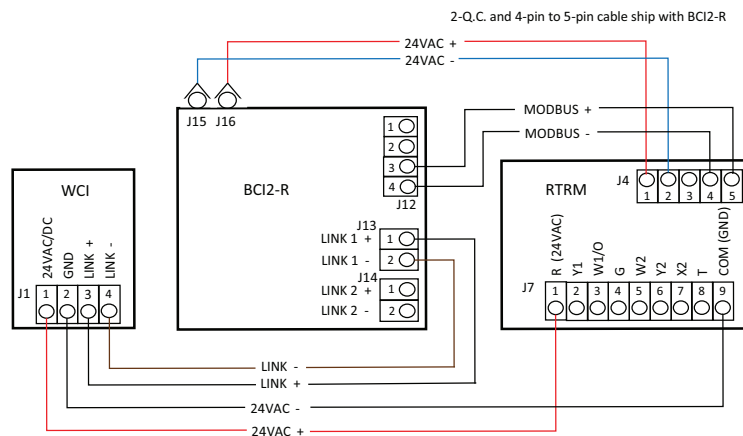 2-Q.C. and 4-pin to 5-pin cable ship with BCI2-R
24VAC +
24VAC -
J15 J16
MODBUS +
MODBUS -
1
2
3
4
J12
BCI2-R
WCI
RTRM
J4
1 2 3 4 5
J13
LINK 1 + 1
LINK 1 - 2
J14
LINK 2 + 1
LINK 2 - 2
24VAC/DC
GND
LINK +
LINK -
J1
1 2 3 4
R (24VAC)
Y1
W1/O
G
W2
Y2
X2
T
COM (GND)
J7
1 2 3 4 5 6 7 8 9
LINK -
LINK +
24VAC -
24VAC +